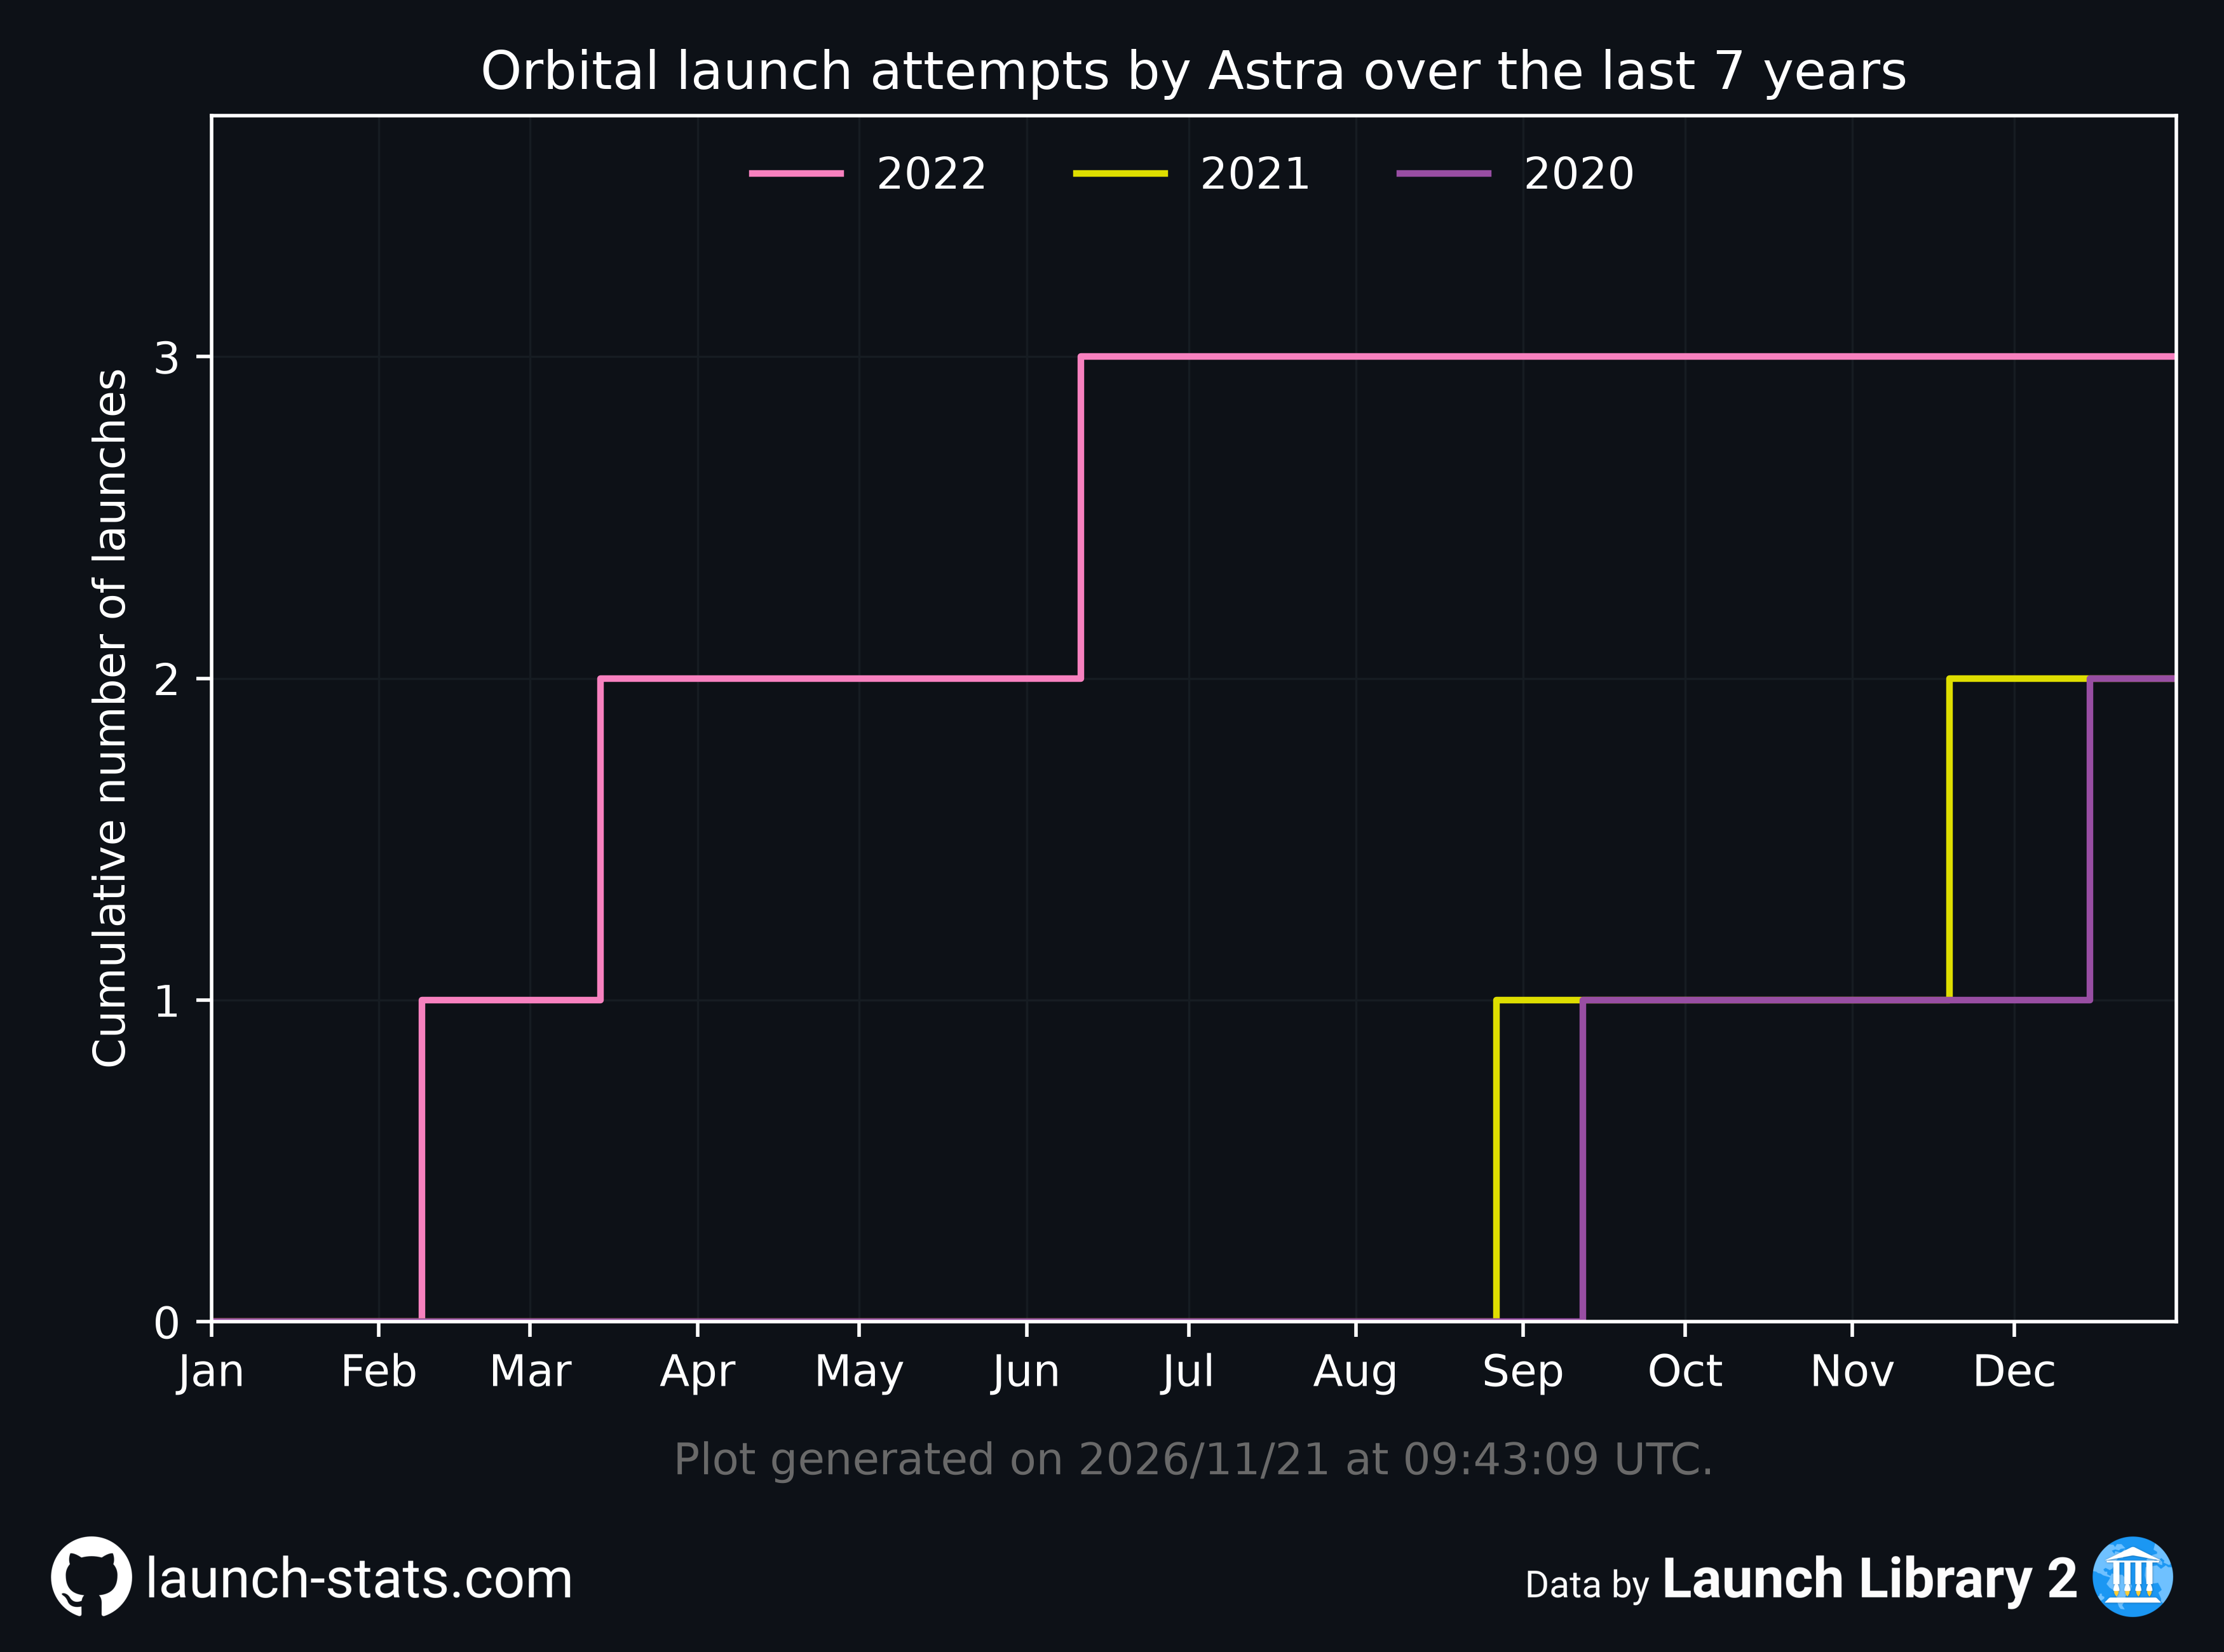 Orbital launch attempts by Astra over the last 7 years
2022 2021 2020
Cumulative number of launches
3
2
1
0
Jan Feb Mar Apr May Jun Jul Aug Sep Oct Nov Dec
Plot generated on 2026/11/21 at 09:43:09 UTC.
launch-stats.com
Data by Launch Library 2